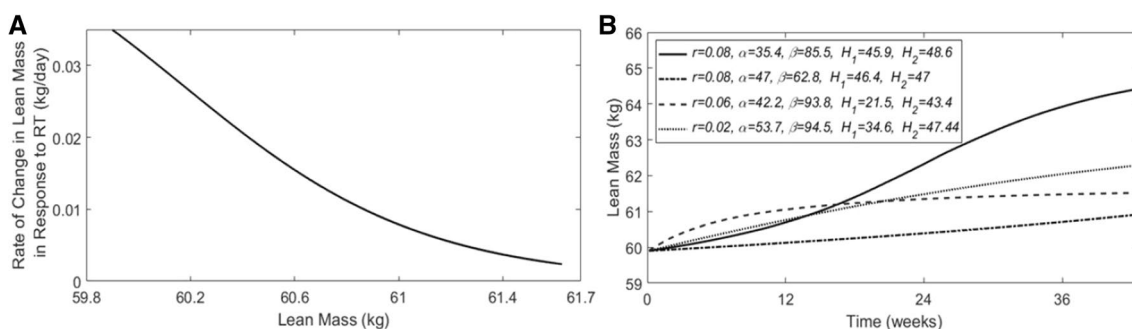 A
Rate of Change in Lean Mass
in Response to RT (kg/day)
0.03
0.02
0.01
0
59.8 60.2 60.6 61 61.4 61.7
Lean Mass (kg)
B
Lean Mass (kg)
66
65
64
63
62
61
60
59
r=0.08, α=35.4, β=85.5, H₁=45.9, H₂=48.6
r=0.08, α=47, β=62.8, H₁=46.4, H₂=47
r=0.06, α=42.2, β=93.8, H₁=21.5, H₂=43.4
r=0.02, α=53.7, β=94.5, H₁=34.6, H₂=47.44
0 12 24 36
Time (weeks)